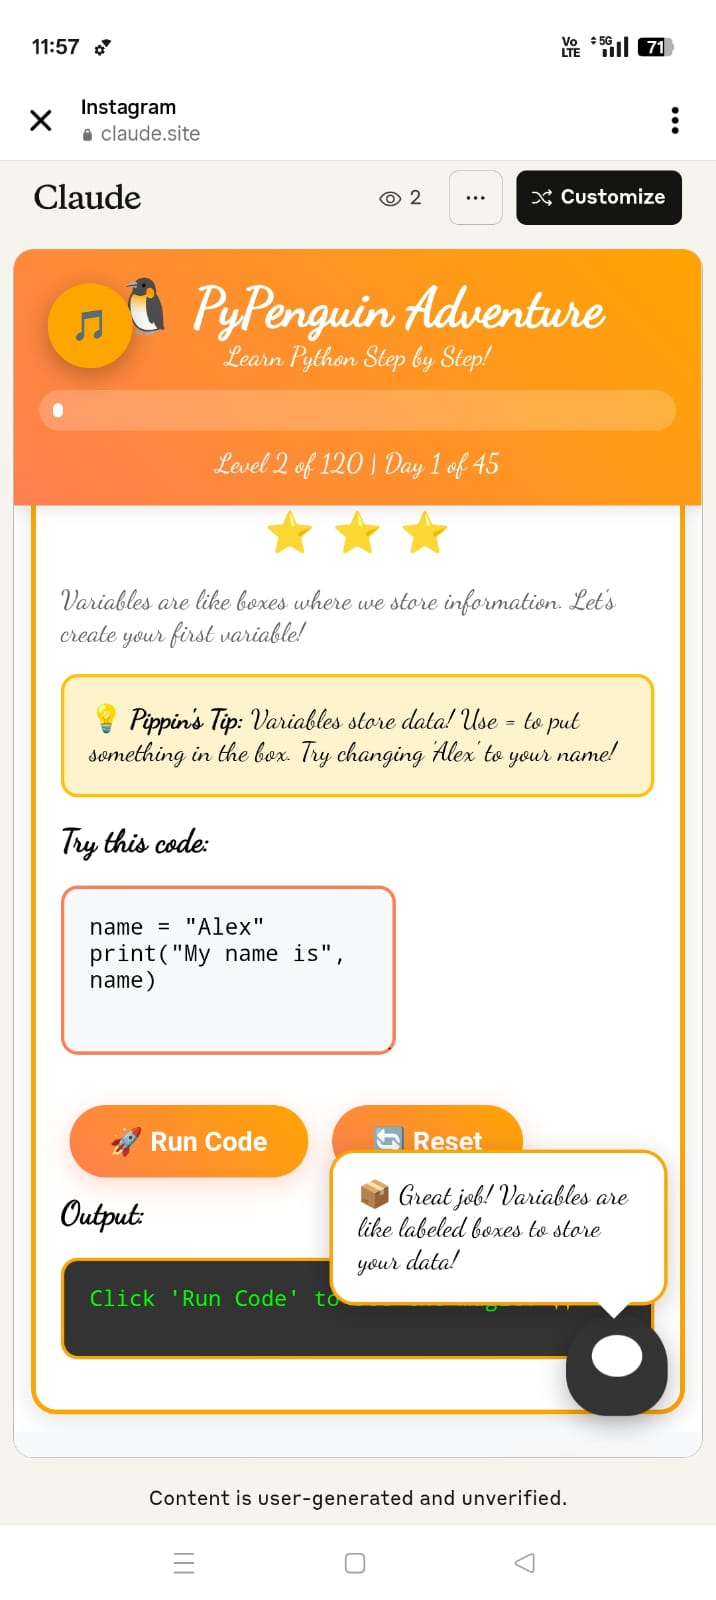 11:57
Vo
LTE
5G
71
Instagram
claude.site
Claude
2
Customize
PyPenguin Adventure
Learn Python Step by Step!
Level 2 of 120 | Day 1 of 45
Variables are like boxes where we store information. Let's
create your first variable!
Pippin's Tip: Variables store data! Use = to put
something in the box. Try changing 'Alex' to your name!
Try this code:
name = "Alex"
print("My name is",
name)
Run Code
Reset
Great job! Variables are
like labeled boxes to store
your data!
Output:
Click 'Run Code' to
Content is user-generated and unverified.